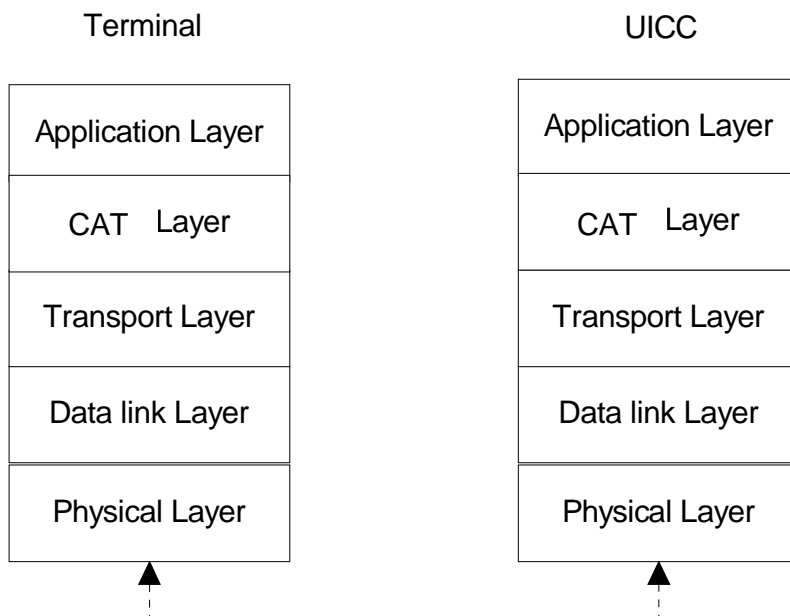 Terminal
UICC
Application Layer
Application Layer
CAT Layer
CAT Layer
Transport Layer
Transport Layer
Data link Layer
Data link Layer
Physical Layer
Physical Layer